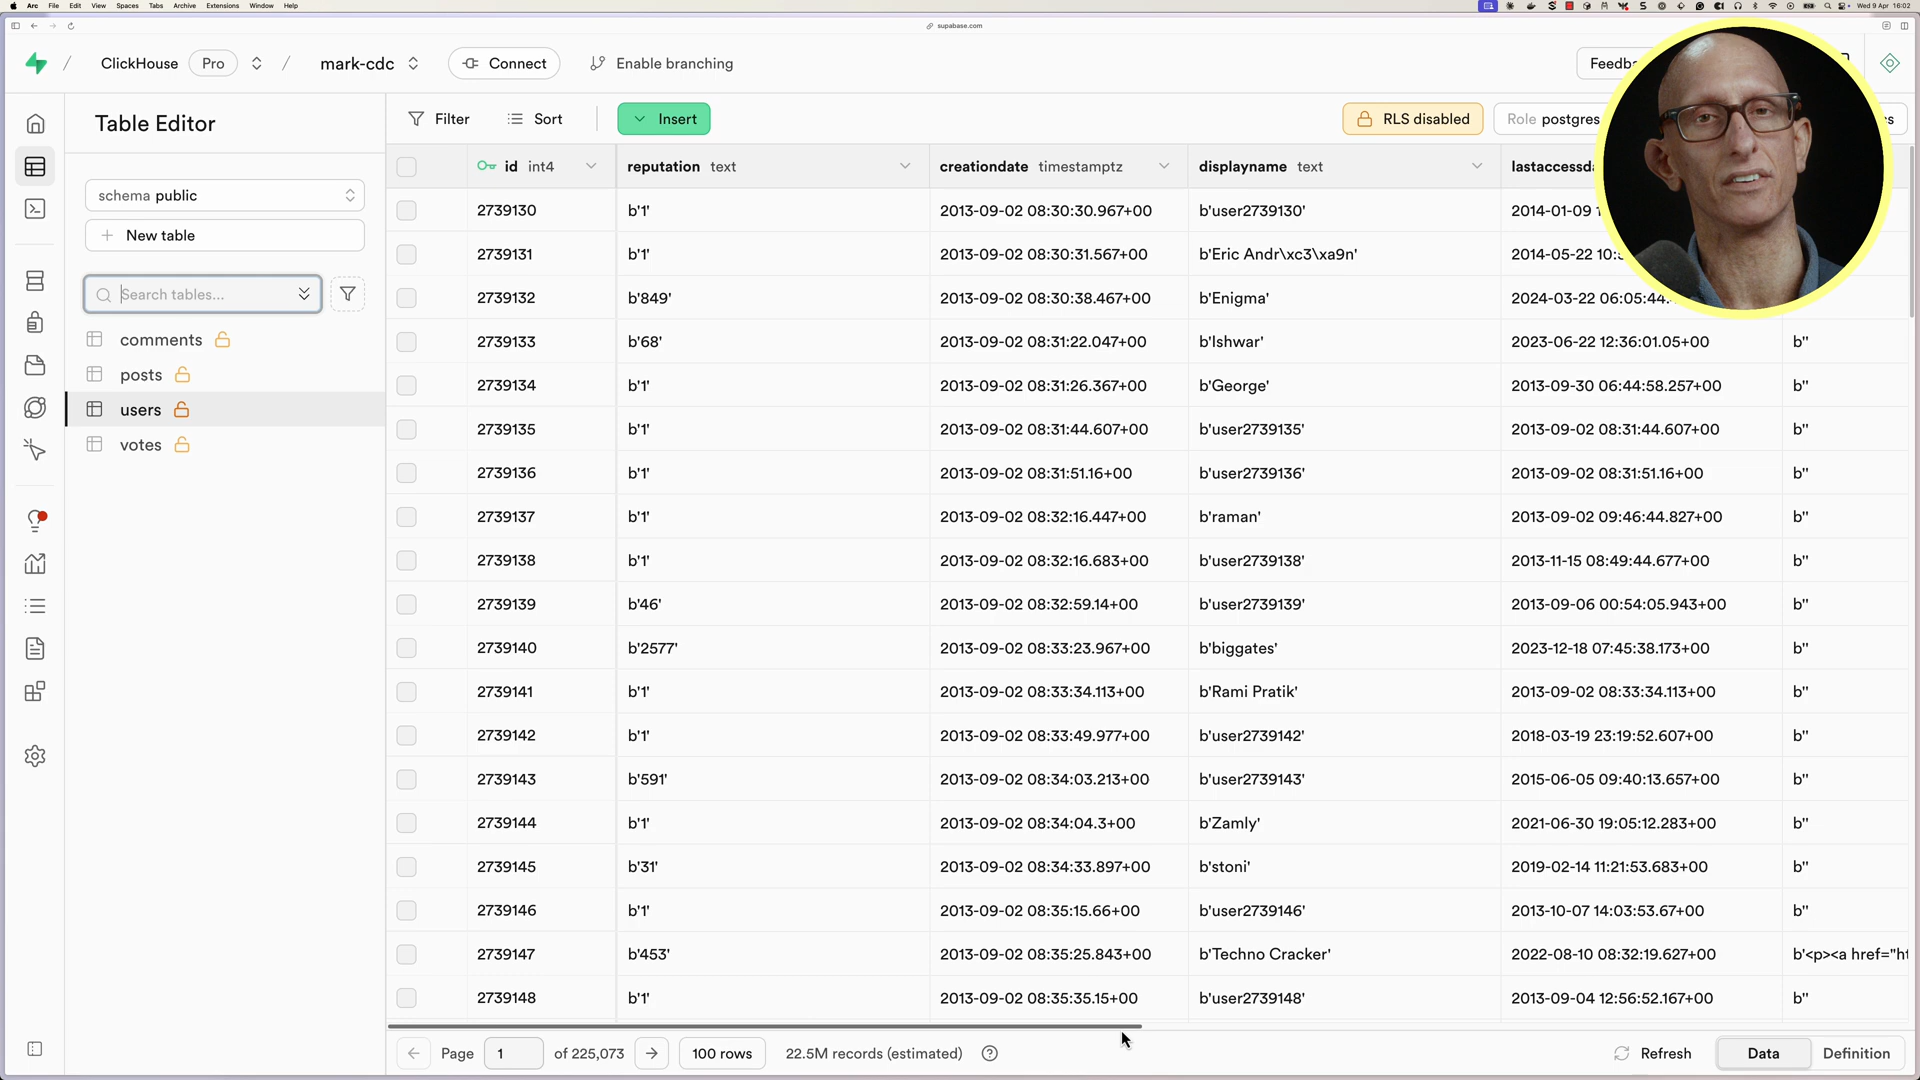 Arc File Edit View Spaces Tabs Archive Extensions Window Help
Wed 9 Apr 16:02
supabase.com
/ ClickHouse Pro / mark-cdc Connect Enable branching
Table Editor
schema public
New table
Search tables...
comments
posts
users
votes
Filter Sort Insert RLS disabled Role postgres
id int4 reputation text creationdate timestamptz displayname text
2739130 b'1' 2013-09-02 08:30:30.967+00 b'user2739130' 2014-01-09
2739131 b'1' 2013-09-02 08:30:31.567+00 b'Eric Andr\xc3\xa9n' 2014-05-22
2739132 b'849' 2013-09-02 08:30:38.467+00 b'Enigma' 2024-03-22 06:05:44.
2739133 b'68' 2013-09-02 08:31:22.047+00 b'Ishwar' 2023-06-22 12:36:01.05+00 b''
2739134 b'1' 2013-09-02 08:31:26.367+00 b'George' 2013-09-30 06:44:58.257+00 b''
2739135 b'1' 2013-09-02 08:31:44.607+00 b'user2739135' 2013-09-02 08:31:44.607+00 b''
2739136 b'1' 2013-09-02 08:31:51.16+00 b'user2739136' 2013-09-02 08:31:51.16+00 b''
2739137 b'1' 2013-09-02 08:32:16.447+00 b'raman' 2013-09-02 09:46:44.827+00 b''
2739138 b'1' 2013-09-02 08:32:16.683+00 b'user2739138' 2013-11-15 08:49:44.677+00 b''
2739139 b'46' 2013-09-02 08:32:59.14+00 b'user2739139' 2013-09-06 00:54:05.943+00 b''
2739140 b'2577' 2013-09-02 08:33:23.967+00 b'biggates' 2023-12-18 07:45:38.173+00 b''
2739141 b'1' 2013-09-02 08:33:34.113+00 b'Rami Pratik' 2013-09-02 08:33:34.113+00 b''
2739142 b'1' 2013-09-02 08:33:49.977+00 b'user2739142' 2018-03-19 23:19:52.607+00 b''
2739143 b'591' 2013-09-02 08:34:03.213+00 b'user2739143' 2015-06-05 09:40:13.657+00 b''
2739144 b'1' 2013-09-02 08:34:04.3+00 b'Zamly' 2021-06-30 19:05:12.283+00 b''
2739145 b'31' 2013-09-02 08:34:33.897+00 b'stoni' 2019-02-14 11:21:53.683+00 b''
2739146 b'1' 2013-09-02 08:35:15.66+00 b'user2739146' 2013-10-07 14:03:53.67+00 b''
2739147 b'453' 2013-09-02 08:35:25.843+00 b'Techno Cracker' 2022-08-10 08:32:19.627+00 b'<p><a href="ht
2739148 b'1' 2013-09-02 08:35:35.15+00 b'user2739148' 2013-09-04 12:56:52.167+00 b''
Page 1 of 225,073 100 rows 22.5M records (estimated) Refresh Data Definition